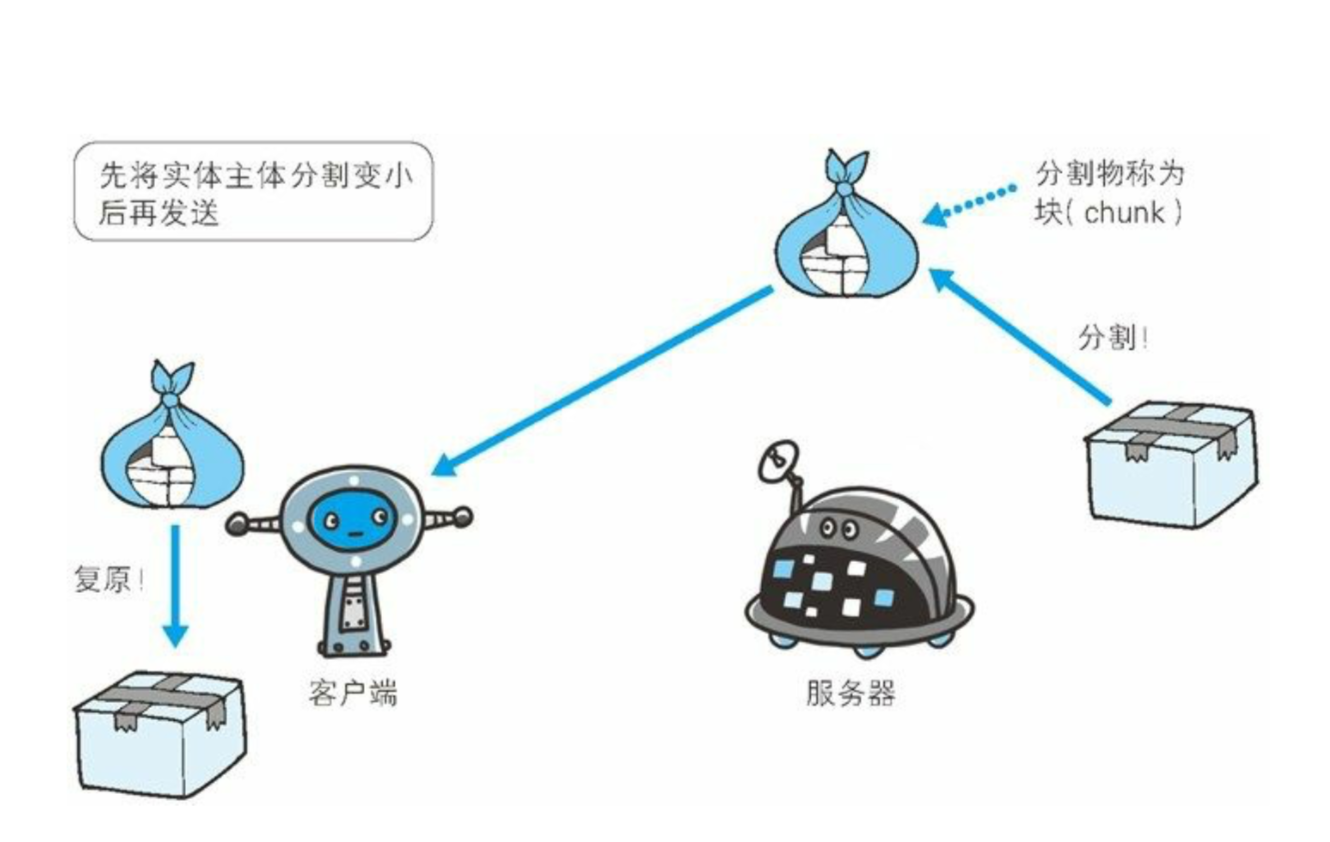 先将实体主体分割变小
后再发送
分割物称为
块( chunk )
分割!
复原!
客户端
服务器